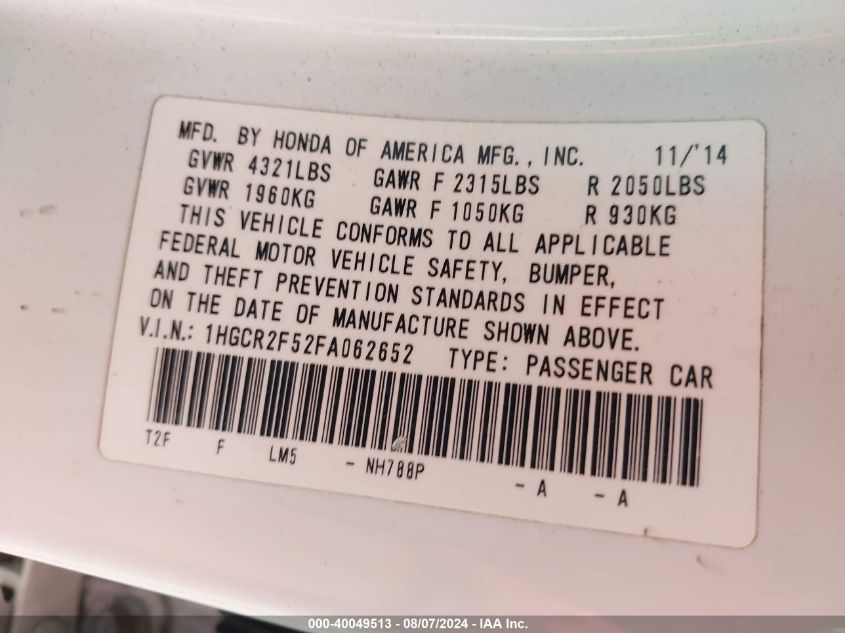 MFD. BY HONDA OF AMERICA MFG., INC. 11/'14
GVWR 4321LBS GAWR F 2315LBS R 2050LBS
GVWR 1960KG GAWR F 1050KG R 930KG
THIS VEHICLE CONFORMS TO ALL APPLICABLE
FEDERAL MOTOR VEHICLE SAFETY, BUMPER,
AND THEFT PREVENTION STANDARDS IN EFFECT
ON THE DATE OF MANUFACTURE SHOWN ABOVE.
V.I.N.: 1HGCR2F52FA062652 TYPE: PASSENGER CAR
T2F F LM5 - NH788P - A - A
000-40049513 - 08/07/2024 - IAA Inc.